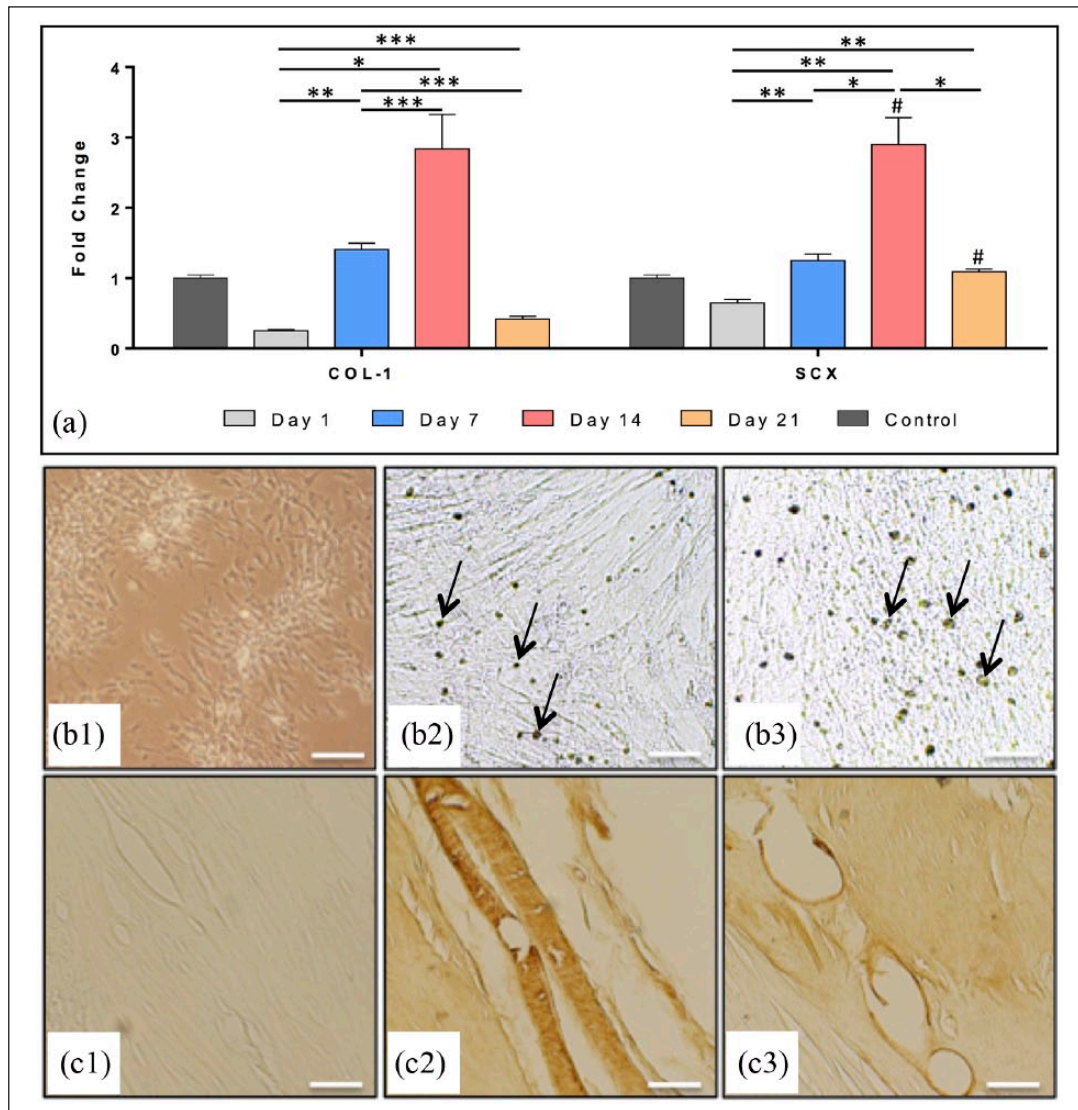 *** **
* *** ** 
** *** ** * # *
4
3
2
1
0
#
Fold Change
COL-1 SCX
(a) Day 1 Day 7 Day 14 Day 21 Control
(b1) (b2) (b3)
(c1) (c2) (c3)